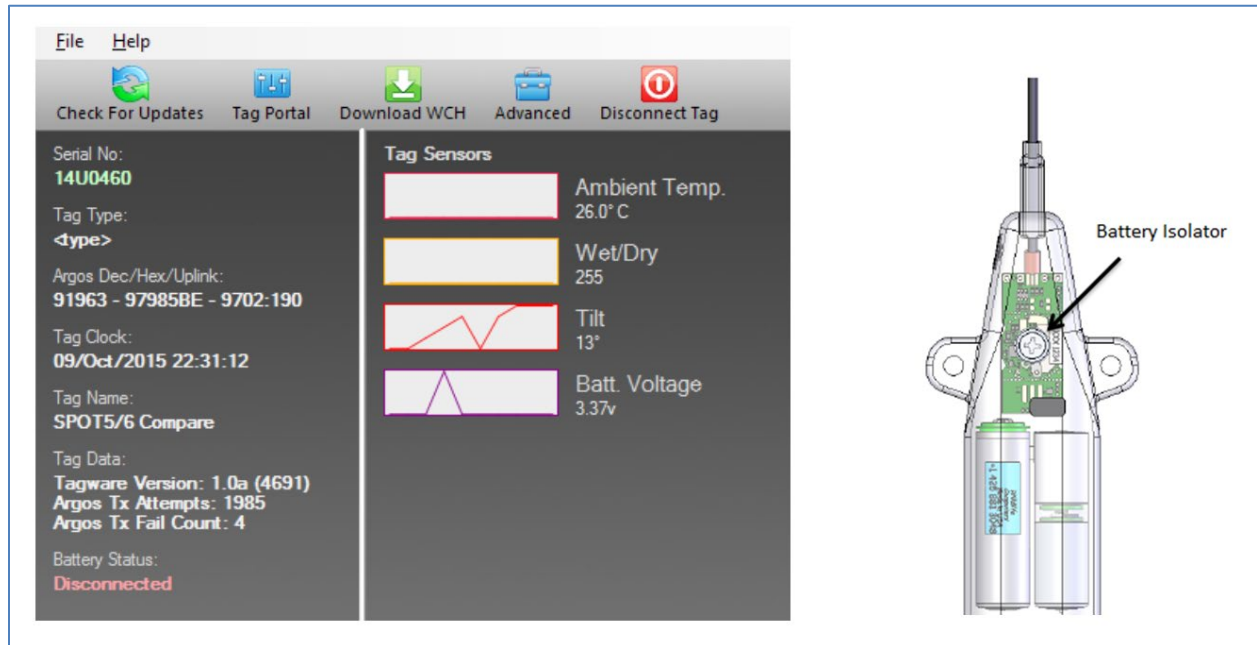 File Help
Check For Updates Tag Portal Download WCH Advanced Disconnect Tag
Serial No:
14U0460
Tag Type:
<type>
Argos Dec/Hex/Uplink:
91963 - 97985BE - 9702:190
Tag Clock:
09/Oct/2015 22:31:12
Tag Name:
SPOT5/6 Compare
Tag Data:
Tagware Version: 1.0a (4691)
Argos Tx Attempts: 1985
Argos Tx Fail Count: 4
Battery Status:
Disconnected
Tag Sensors
Ambient Temp.
26.0° C
Wet/Dry
255
Tilt
13°
Batt. Voltage
3.37v
Battery Isolator